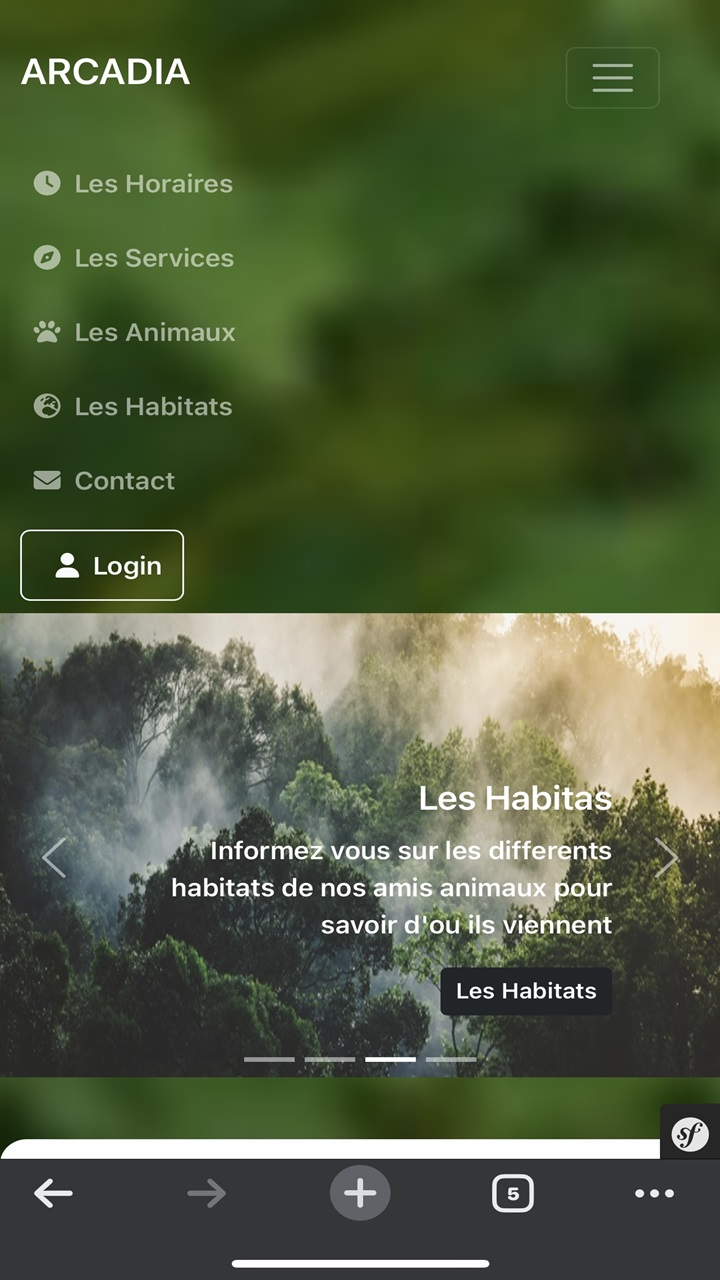 ARCADIA
Les Horaires
Les Services
Les Animaux
Les Habitats
Contact
Login
Les Habitas
Informez vous sur les differents
habitats de nos amis animaux pour
savoir d'ou ils viennent
Les Habitats
sf
5